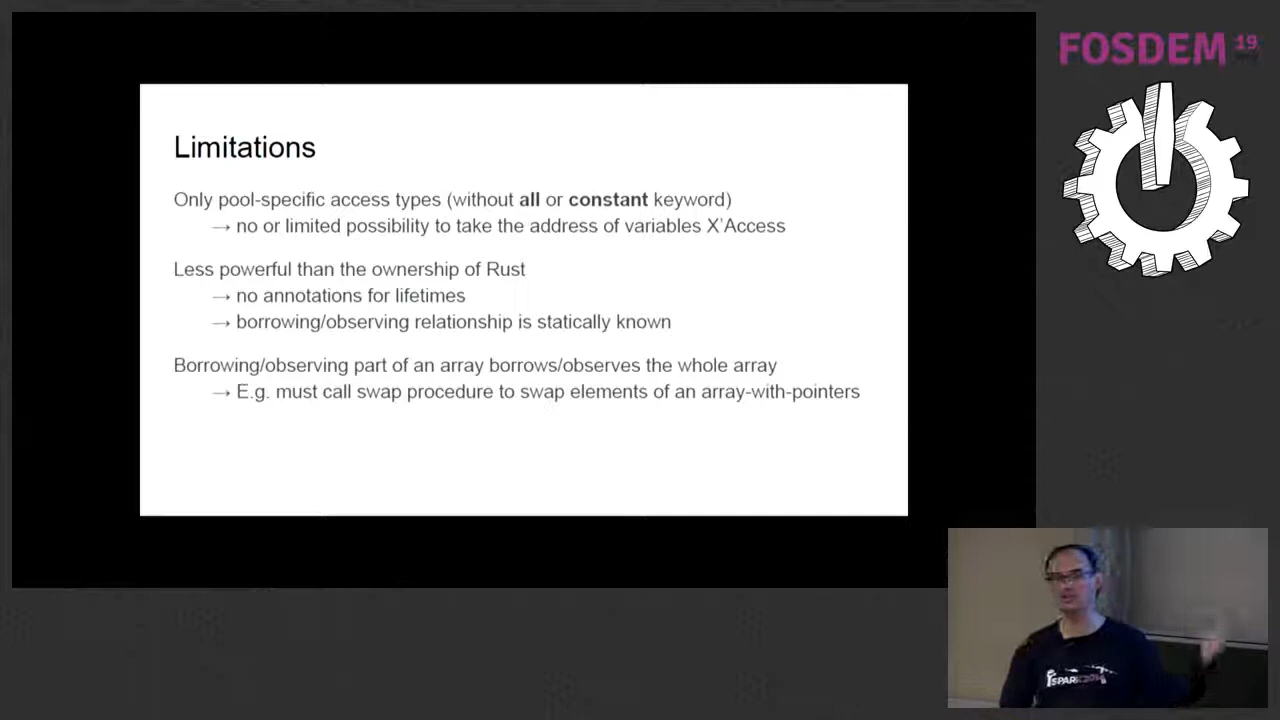 FOSDEM 19
Limitations
Only pool-specific access types (without all or constant keyword)
→ no or limited possibility to take the address of variables X'Access
Less powerful than the ownership of Rust
→ no annotations for lifetimes
→ borrowing/observing relationship is statically known
Borrowing/observing part of an array borrows/observes the whole array
→ E.g. must call swap procedure to swap elements of an array-with-pointers